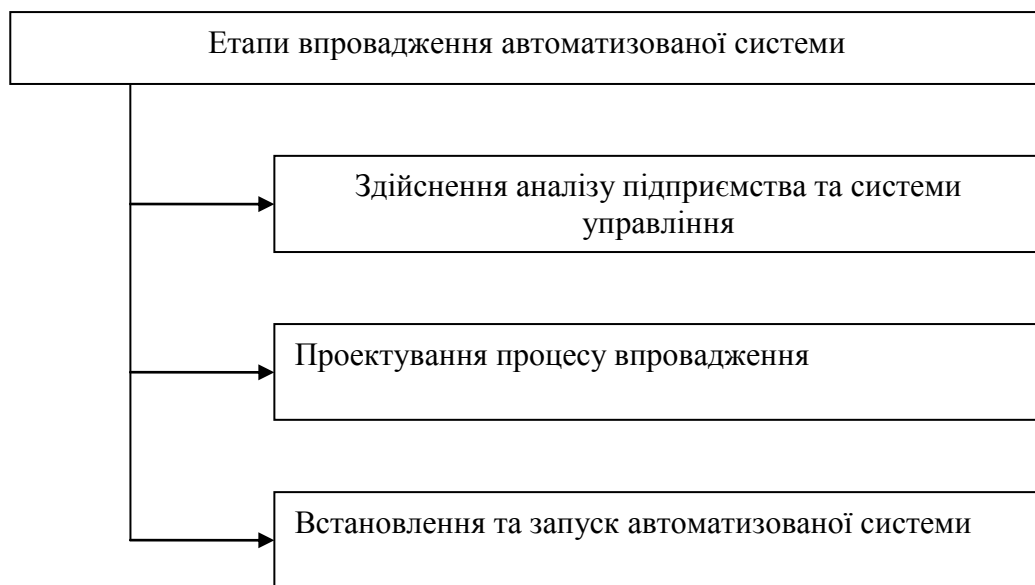 Етапи впровадження автоматизованої системи
Здійснення аналізу підприємства та системи
управління
Проектування процесу впровадження
Встановлення та запуск автоматизованої системи